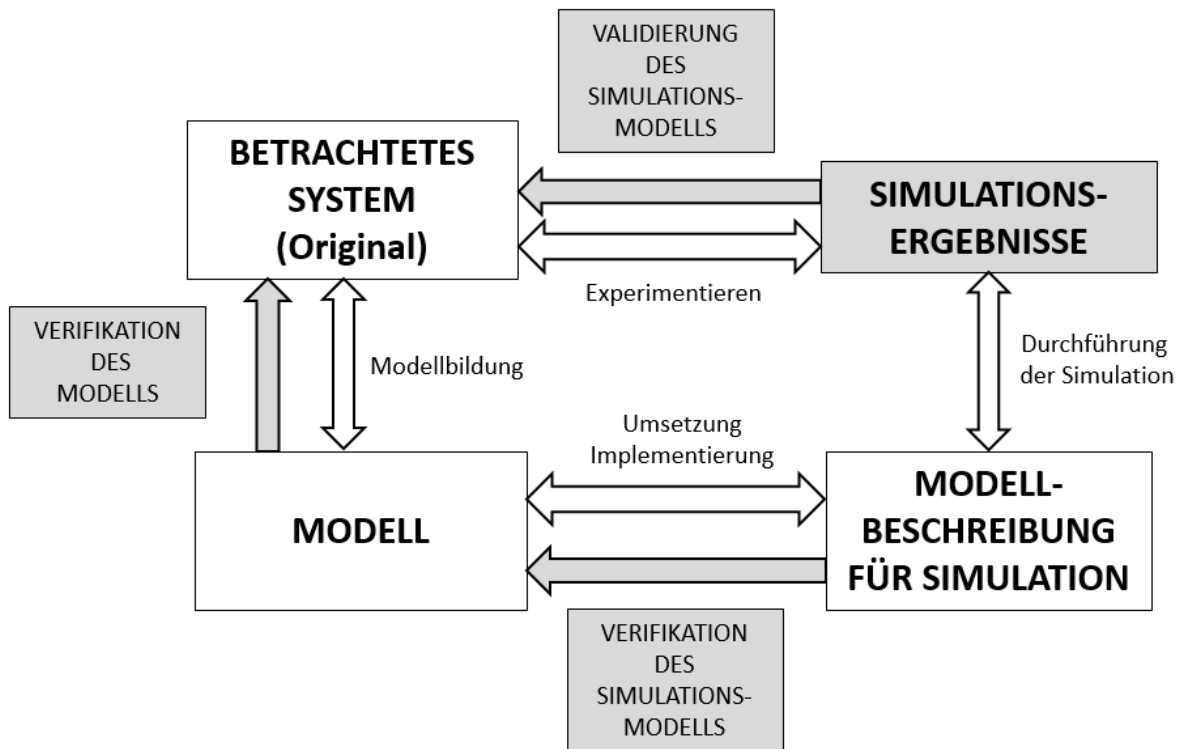 VALIDIERUNG
DES
SIMULATIONS-
MODELLS
BETRACHTETES
SYSTEM
(Original)
SIMULATIONS-
ERGEBNISSE
Experimentieren
VERIFIKATION
DES
MODELLS
Modellbildung
Durchführung
der Simulation
Umsetzung
Implementierung
MODELL
MODELL-
BESCHREIBUNG
FÜR SIMULATION
VERIFIKATION
DES
SIMULATIONS-
MODELLS